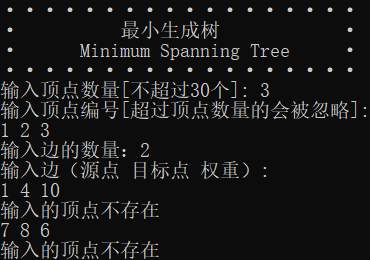 最小生成树
Minimum Spanning Tree
输入顶点数量[不超过30个]: 3
输入顶点编号[超过顶点数量的会被忽略]:
1 2 3
输入边的数量：2
输入边（源点 目标点 权重）:
1 4 10
输入的顶点不存在
7 8 6
输入的顶点不存在